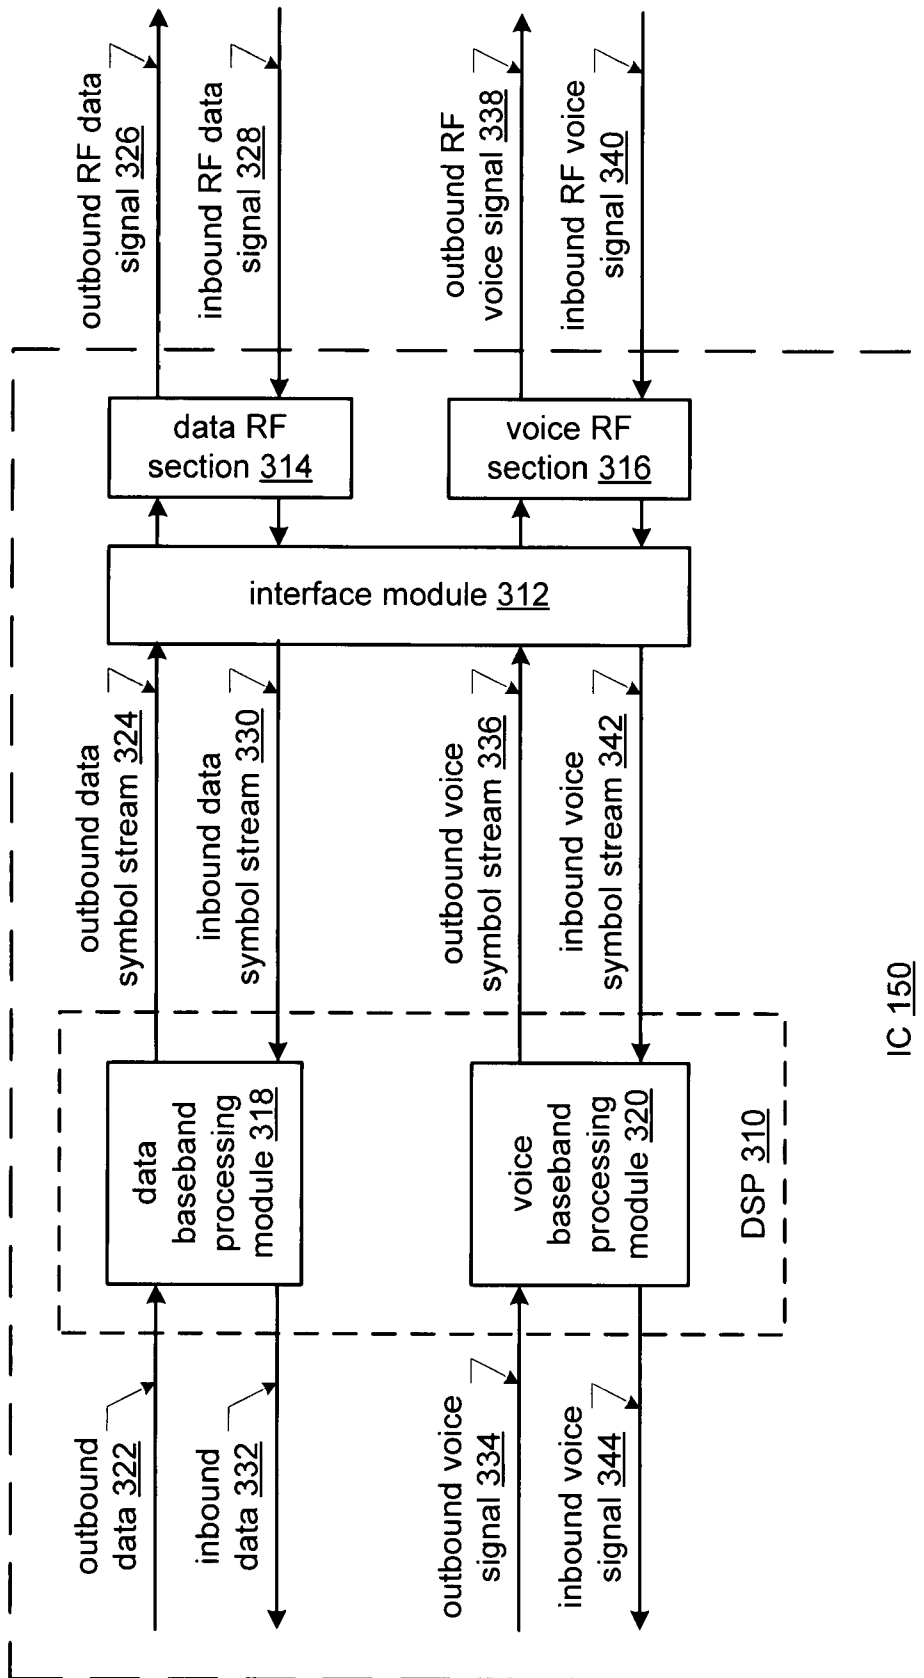 outbound
data 322
inbound
data 332
outbound voice
signal 334
inbound voice
signal 344
data
baseband
processing
module 318
voice
baseband
processing
module 320
DSP 310
outbound data
symbol stream 324
inbound data
symbol stream 330
outbound voice
symbol stream 336
inbound voice
symbol stream 342
interface module 312
data RF
section 314
voice RF
section 316
outbound RF data
signal 326
inbound RF data
signal 328
outbound RF
voice signal 338
inbound RF voice
signal 340
IC 150